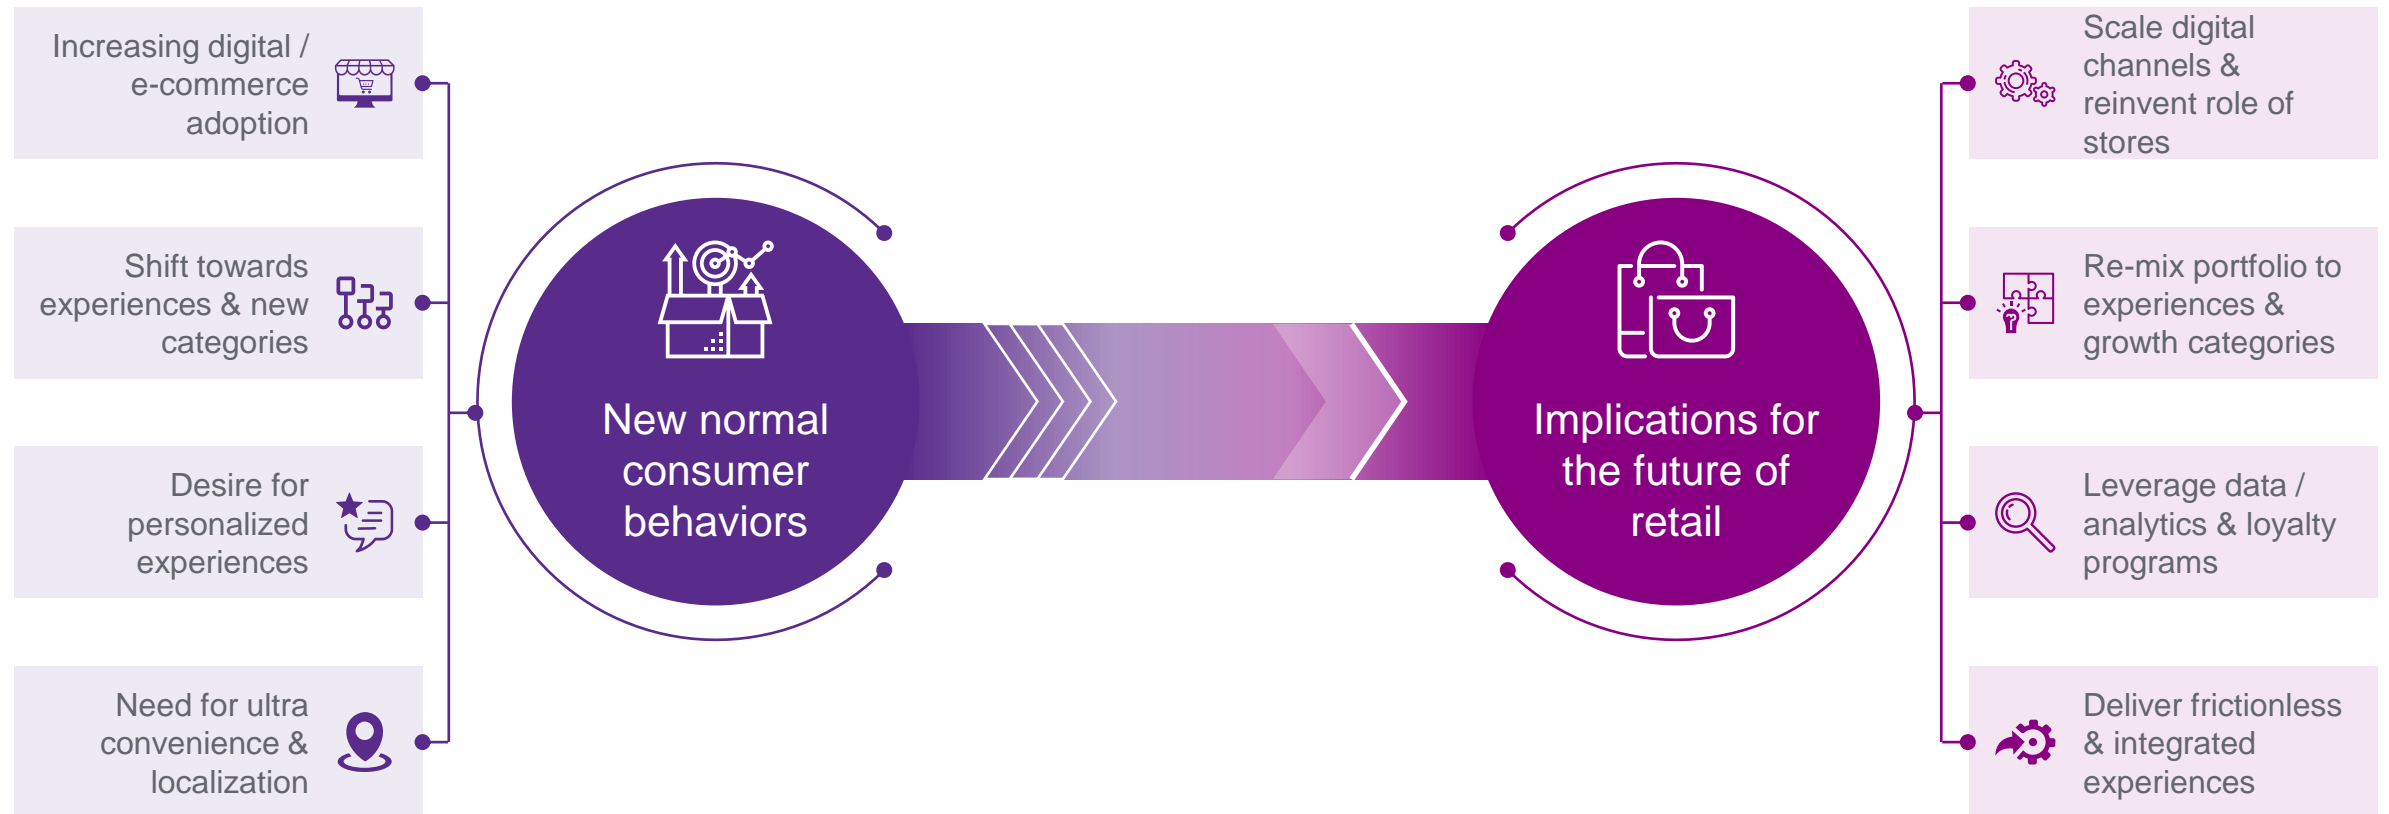 Increasing digital /
e-commerce
adoption
Shift towards
experiences & new
categories
Desire for
personalized
experiences
Need for ultra
convenience &
localization
New normal
consumer
behaviors
Implications for
the future of
retail
Scale digital
channels &
reinvent role of
stores
Re-mix portfolio to
experiences &
growth categories
Leverage data /
analytics & loyalty
programs
Deliver frictionless
& integrated
experiences